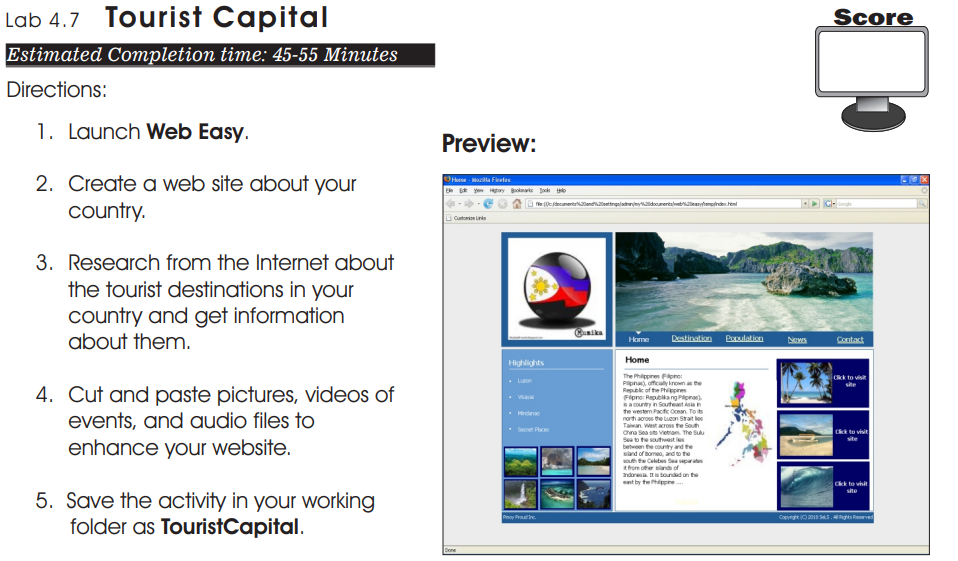 Lab 4.7 Tourist Capital
Score
Estimated Completion time: 45-55 Minutes
Directions:
1. Launch Web Easy.
2. Create a web site about your
country.
3. Research from the Internet about
the tourist destinations in your
country and get information
about them.
4. Cut and paste pictures, videos of
events, and audio files to
enhance your website.
5. Save the activity in your working
folder as TouristCapital.
Preview:
Home - Mozilla Firefox
File Edit View History Bookmarks Tools Help
file:///c:/documents%20and%20settings/admin/my%20documents/web%20easy/temp/index.html
Google
Customize Links
Mumika
Home Destination Population News Contact
Highlights
Luzon
Visayas
Mindanao
Secret Places
Home
The Philippines (Filipino:
Pilipinas), officially known as the
Republic of the Philippines
(Filipino: Republika ng Pilipinas),
is a country in Southeast Asia in
the western Pacific Ocean. To its
north across the Luzon Strait lies
Taiwan. West across the South
China Sea sits Vietnam. The Sulu
Sea to the southwest lies
between the country and the
island of Borneo, and to the
south the Celebes Sea separates
it from other islands of
Indonesia. It is bounded on the
east by the Philippine ....
Click to visit
site
Click to visit
site
Click to visit
site
Pinoy Proud Inc.
Copyright (C) 2010 Sel.S . All Rights Reserved
Done